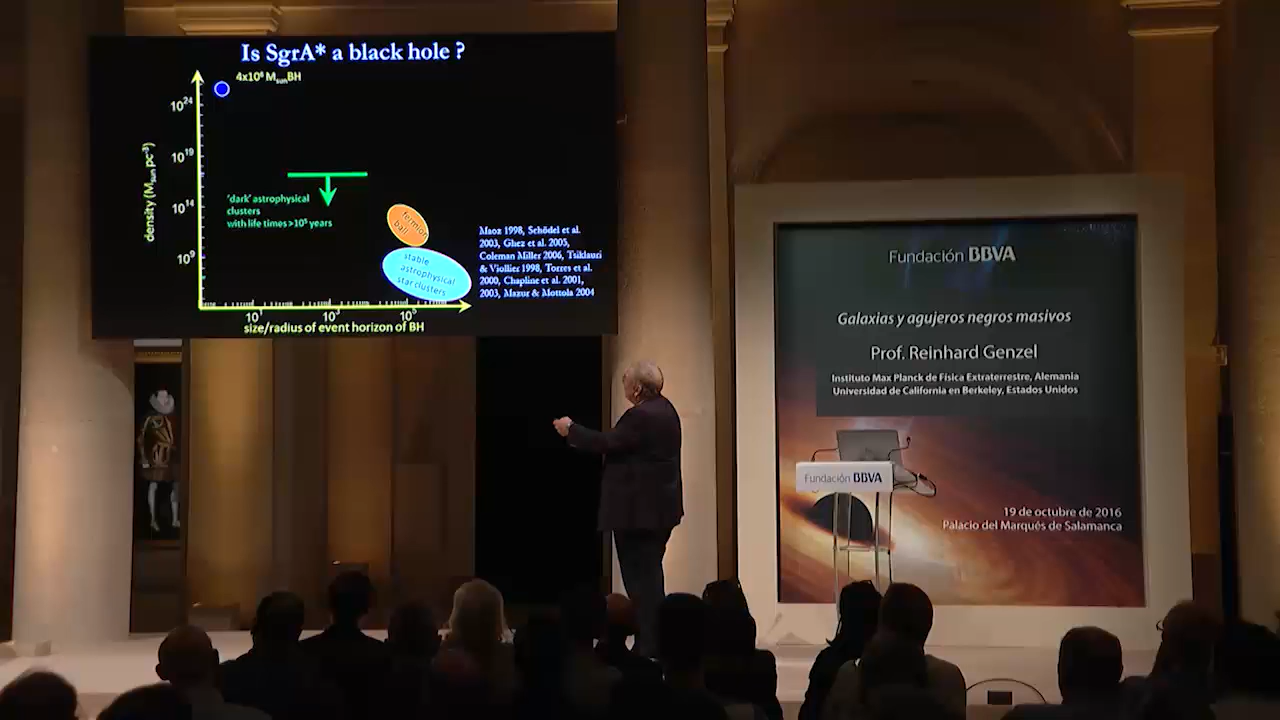 Is SgrA* a black hole ?
4x10⁶ MsunBH
10²⁴
10¹⁹
10¹⁴
10⁹
density (Msun pc⁻³)
'dark' astrophysical
clusters
with life times >10⁵ years
fermion
ball
stable
astrophysical
star clusters
Maoz 1998, Schödel et al.
2003, Ghez et al. 2005,
Coleman Miller 2006, Tsiklauri
& Viollier 1998, Torres et al.
2000, Chapline et al. 2001,
2003, Mazur & Mottola 2004
10¹
10³
10⁵
size/radius of event horizon of BH
Fundación BBVA
Galaxias y agujeros negros masivos
Prof. Reinhard Genzel
Instituto Max Planck de Física Extraterrestre, Alemania
Universidad de California en Berkeley, Estados Unidos
Fundación BBVA
19 de octubre de 2016
Palacio del Marqués de Salamanca